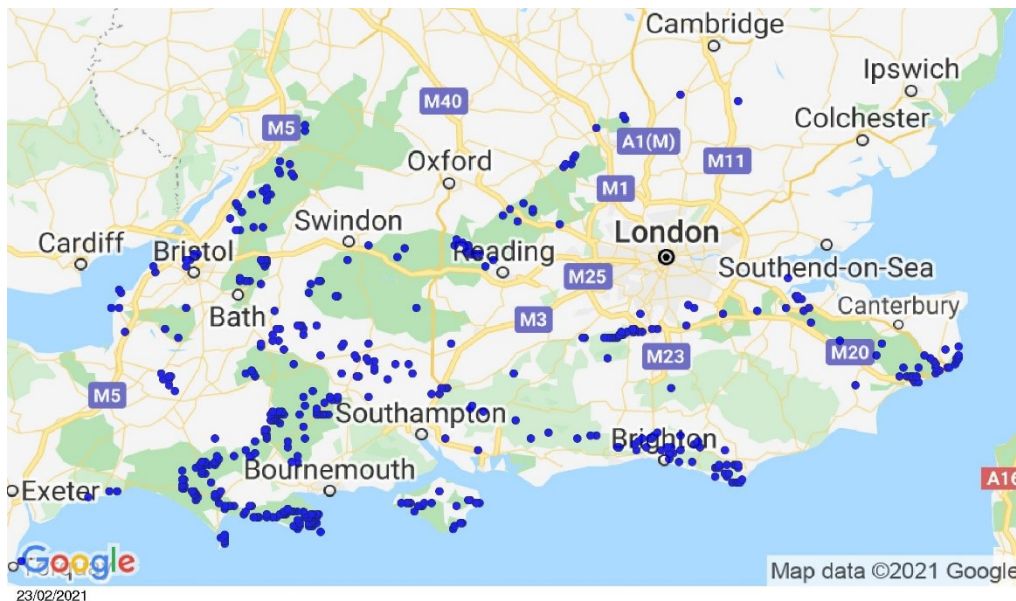 Cambridge
Ipswich
M40
Colchester
M5
A1(M)
M11
Oxford
M1
Swindon
London
Cardiff
Bristol
Reading
M25
Southend-on-Sea
Bath
Canterbury
M3
M23
M20
M5
Southampton
Brighton
Bournemouth
Exeter
A16
Google
Torquay
Map data ©2021 Google
23/02/2021